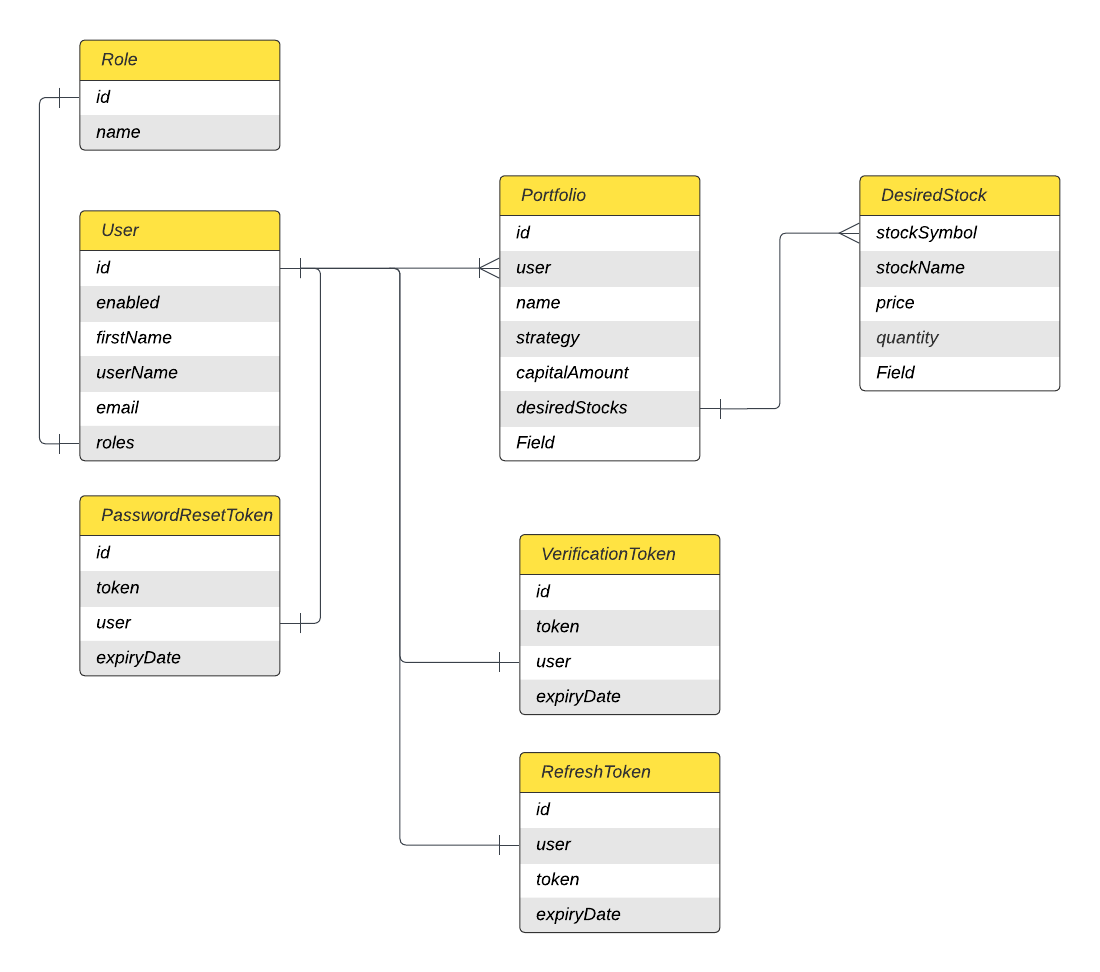 Role
id
name
User
id
enabled
firstName
userName
email
roles
PasswordResetToken
id
token
user
expiryDate
Portfolio
id
user
name
strategy
capitalAmount
desiredStocks
Field
DesiredStock
stockSymbol
stockName
price
quantity
Field
VerificationToken
id
token
user
expiryDate
RefreshToken
id
user
token
expiryDate